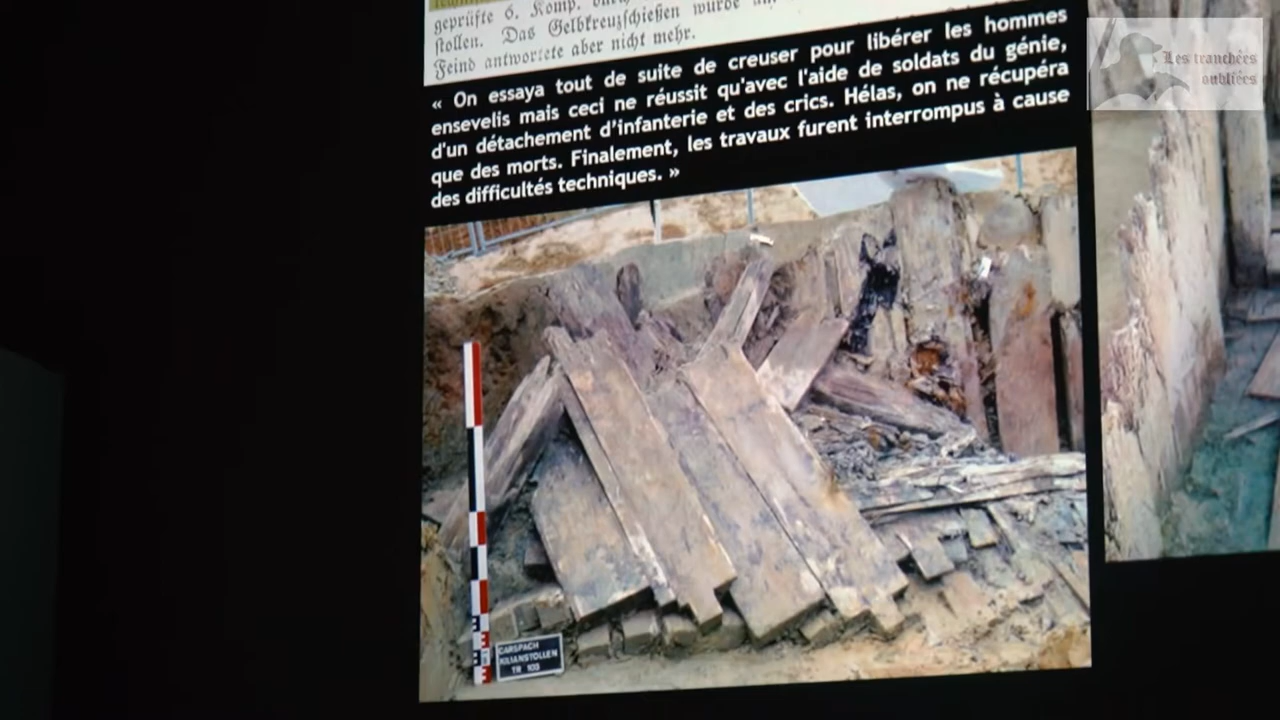 geprüfte 6. Komp.
stollen. Das Gelbkreuzschießen wurde
Feind antwortete aber nicht mehr.
« On essaya tout de suite de creuser pour libérer les hommes
ensevelis mais ceci ne réussit qu'avec l'aide de soldats du génie,
d'un détachement d'infanterie et des crics. Hélas, on ne récupéra
que des morts. Finalement, les travaux furent interrompus à cause
des difficultés techniques. »
Les tranchées
oubliées
CARSPACH
KILIANSTOLLEN
TR 103